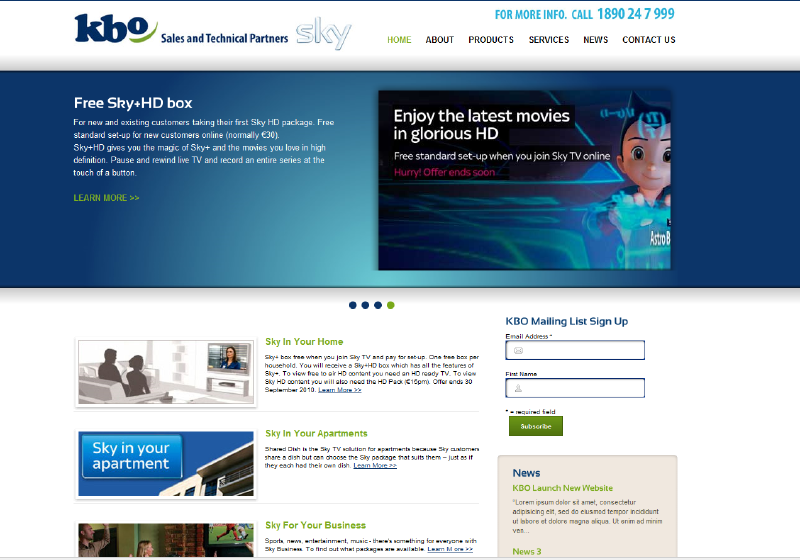 FOR MORE INFO. CALL 1890 24 7 999
kbo Sales and Technical Partners sky
HOME ABOUT PRODUCTS SERVICES NEWS CONTACT US
Free Sky+HD box
For new and existing customers taking their first Sky HD package. Free
standard set-up for new customers online (normally €30).
Sky+HD gives you the magic of Sky+ and the movies you love in high
definition. Pause and rewind live TV and record an entire series at the
touch of a button.
LEARN MORE >>
Enjoy the latest movies
in glorious HD
Free standard set-up when you join Sky TV online
Hurry! Offer ends soon
Astro B
Sky In Your Home
Sky+ box free when you join Sky TV and pay for set-up. One free box per
household. You will receive a Sky+HD box which has all the features of
Sky+. To view free to air HD content you need an HD ready TV. To view
Sky HD content you will also need the HD Pack (€15pm). Offer ends 30
September 2010. Learn More >>
Sky in your
apartment
Sky In Your Apartments
Shared Dish is the Sky TV solution for apartments because Sky customers
share a dish but can choose the Sky package that suits them – just as if
they each had their own dish. Learn More >>
Sky For Your Business
Sports, news, entertainment, music - there's something for everyone with
Sky Business. To find out what packages are available. Learn M ore >>
KBO Mailing List Sign Up
Email Address *
First Name
* = required field
Subscribe
News
KBO Launch New Website
"Lorem ipsum dolor sit amet, consectetur
adipisicing elit, sed do eiusmod tempor incididunt
ut labore et dolore magna aliqua. Ut enim ad minim
ven...
News 3